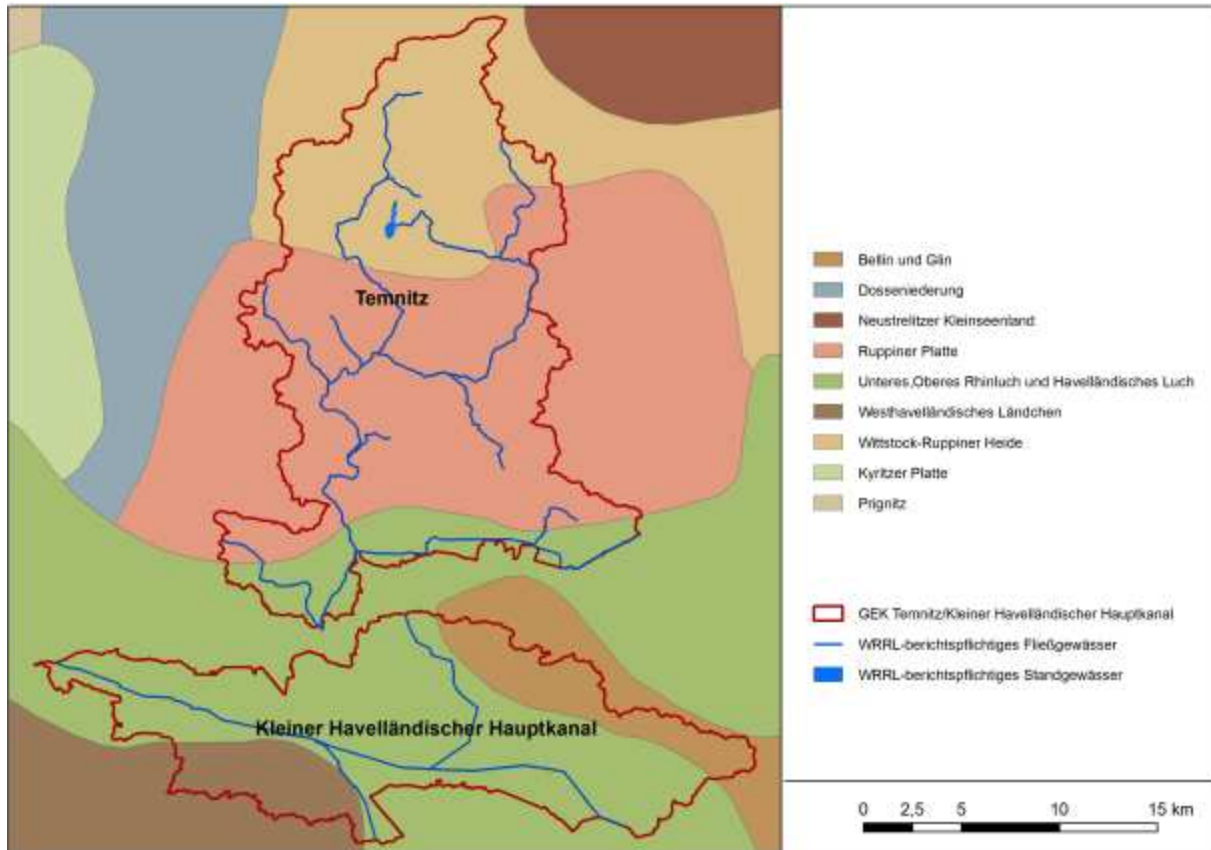 Temnitz
Kleiner Havelländischer Hauptkanal
Bellin und Glin
Dosseniederung
Neustrelitzer Kleinseenland
Ruppiner Platte
Unteres,Oberes Rhinluch und Havelländisches Luch
Westhavelländisches Ländchen
Wittstock-Ruppiner Heide
Kyritzer Platte
Prignitz
GEK Temnitz/Kleiner Havelländischer Hauptkanal
WRRL-berichtspflichtiges Fließgewässer
WRRL-berichtspflichtiges Standgewässer
0 2,5 5 10 15 km